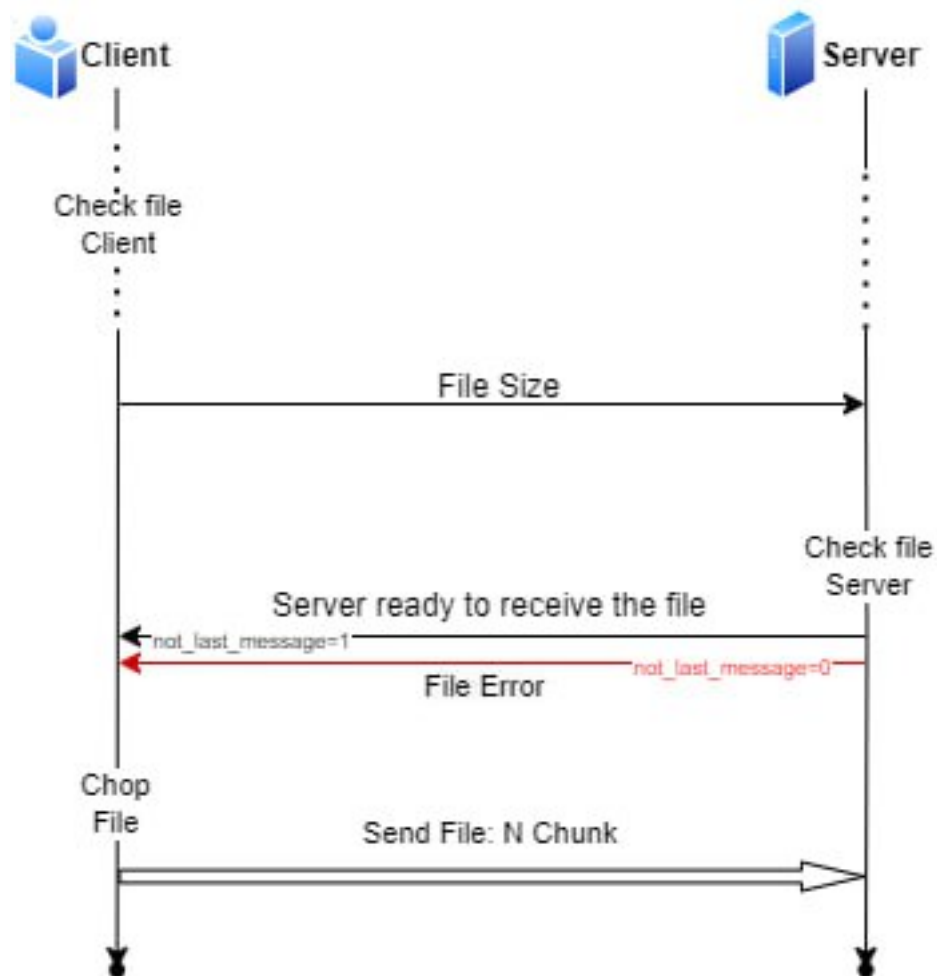 Client
Server
Check file
Client
File Size
Check file
Server
Server ready to receive the file
not_last_message=1
not_last_message=0
File Error
Chop
File
Send File: N Chunk